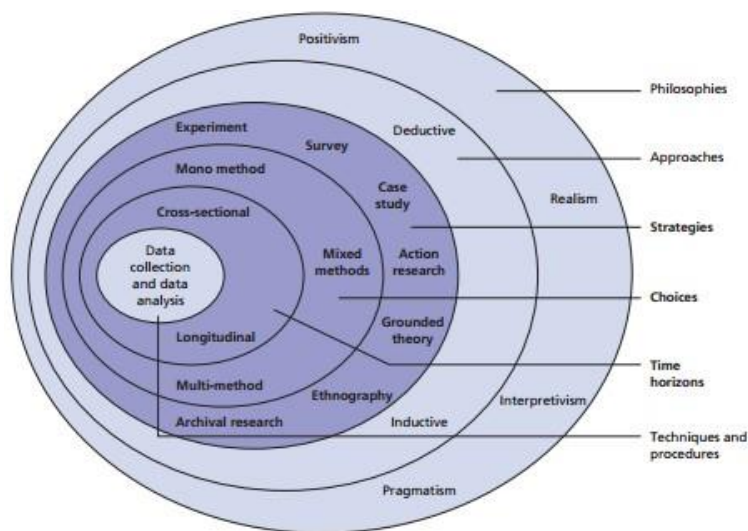 Positivism
Philosophies
Experiment
Survey
Deductive
Approaches
Mono method
Case
study
Realism
Cross-sectional
Strategies
Data
collection
and data
analysis
Mixed
methods
Action
research
Choices
Longitudinal
Grounded
theory
Time
horizons
Multi-method
Ethnography
Interpretivism
Archival research
Inductive
Techniques and
procedures
Pragmatism